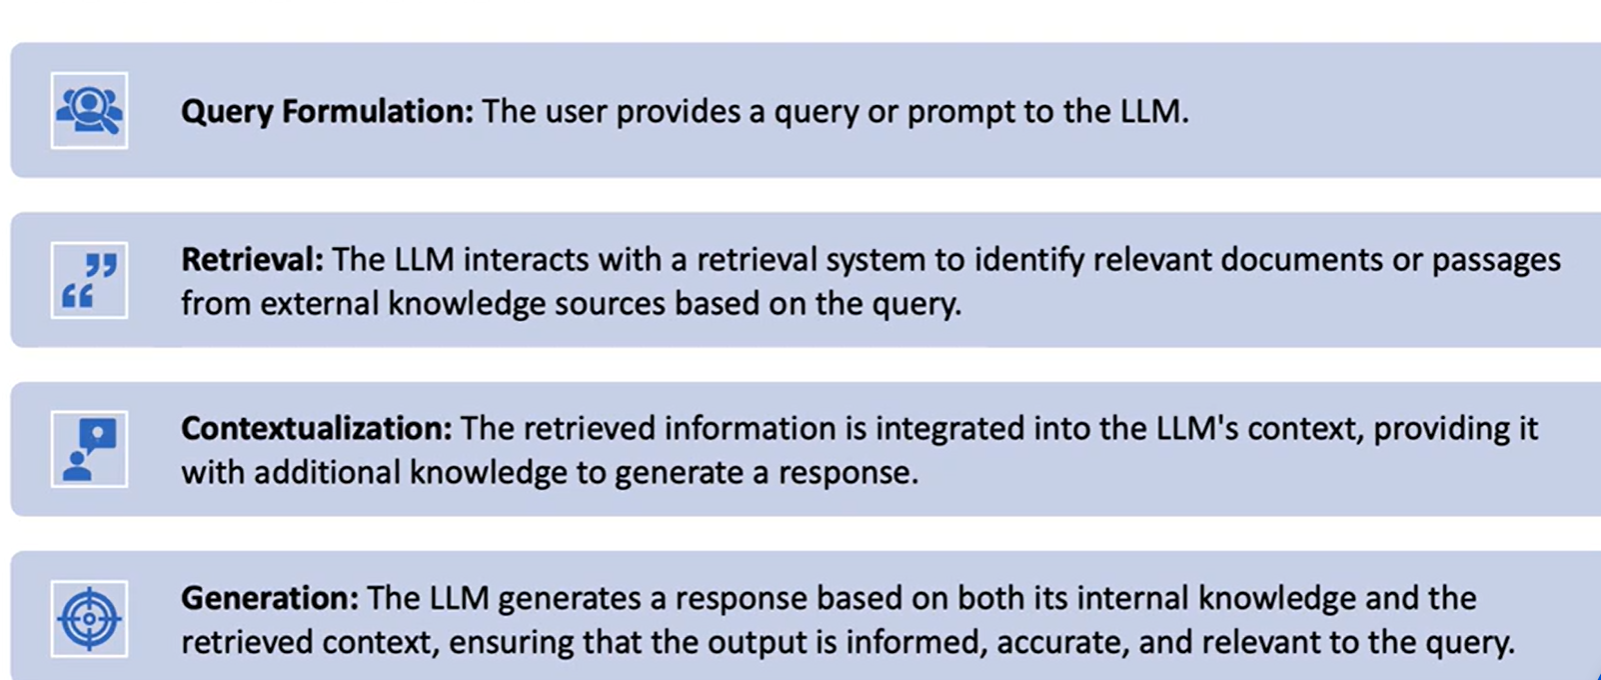 Query Formulation: The user provides a query or prompt to the LLM.
Retrieval: The LLM interacts with a retrieval system to identify relevant documents or passages
from external knowledge sources based on the query.
Contextualization: The retrieved information is integrated into the LLM's context, providing it
with additional knowledge to generate a response.
Generation: The LLM generates a response based on both its internal knowledge and the
retrieved context, ensuring that the output is informed, accurate, and relevant to the query.